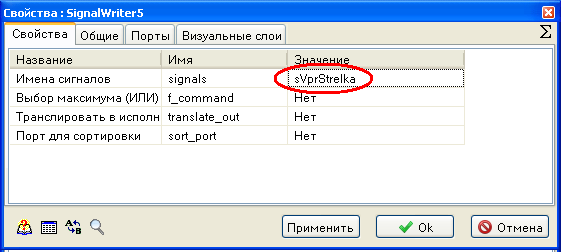 Свойства : SignalWriter5
Свойства Общие Порты Визуальные слои Σ
Название Имя Значение
Имена сигналов signals sVprStrelka
Выбор максимума (ИЛИ) f_command Нет
Транслировать в исполн translate_out Нет
Порт для сортировки sort_port Нет
Применить Ok Отмена